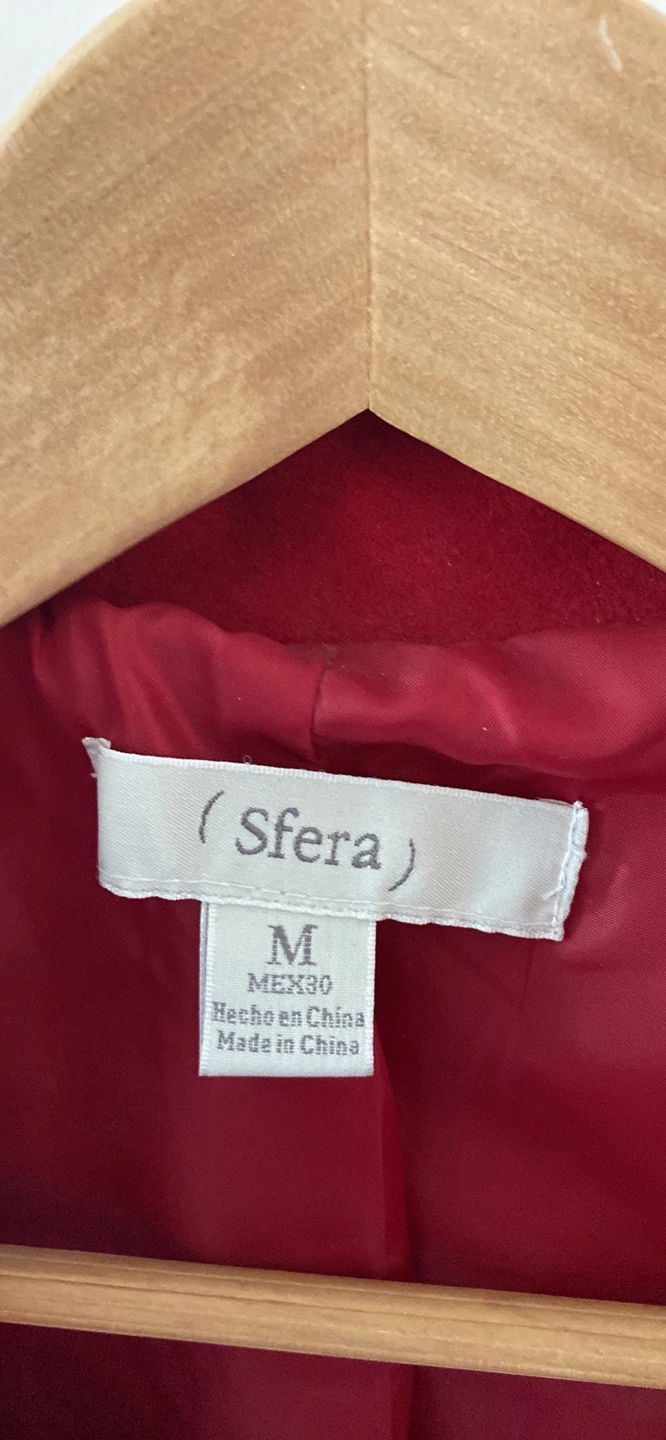 ( Sfera )
M
MEX30
Hecho en China
Made in China